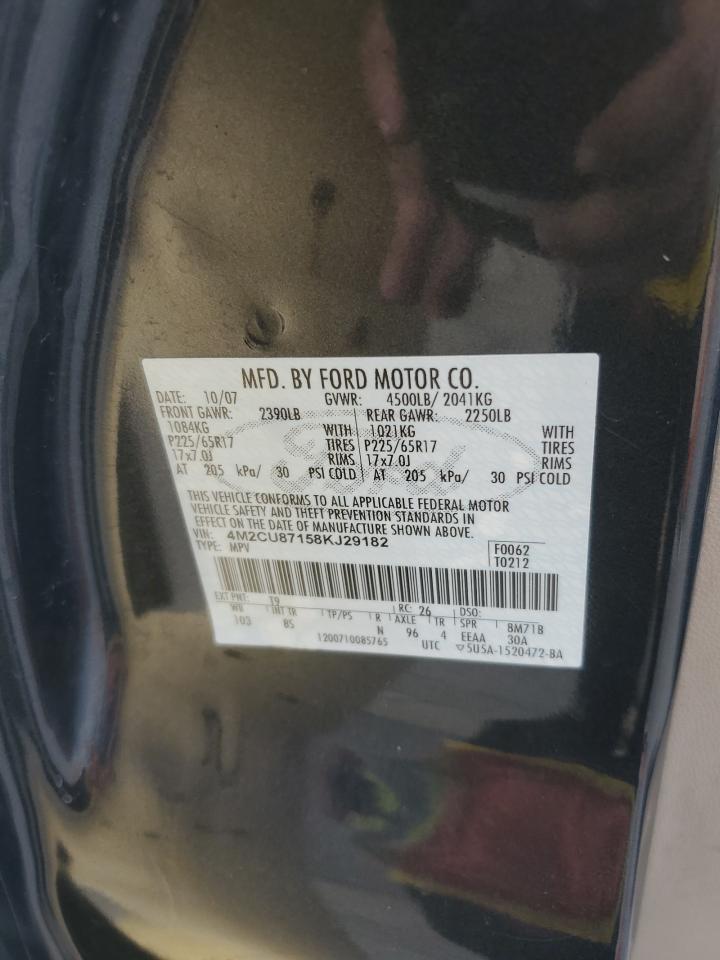 MFD. BY FORD MOTOR CO.
DATE: 10/07 GVWR: 4500LB/ 2041KG
FRONT GAWR: 2390LB REAR GAWR: 2250LB
1084KG WITH 1021KG WITH
P225/65R17 TIRES P225/65R17 TIRES
17x7.0J RIMS 17x7.0J RIMS
AT 205 kPa/ 30 PSI COLD AT 205 kPa/ 30 PSI COLD
THIS VEHICLE CONFORMS TO ALL APPLICABLE FEDERAL MOTOR
VEHICLE SAFETY AND THEFT PREVENTION STANDARDS IN
EFFECT ON THE DATE OF MANUFACTURE SHOWN ABOVE.
VIN: 4M2CU87158KJ29182
TYPE: MPV F0062
T0212
EXT PNT: T9 RC: 26 DSO:
WB INT TR TP/PS R AXLE TR SPR BM71B
103 8S N 96 4 EEAA 30A
1200710085765 UTC ▽5U5A-1520472-BA
Ford